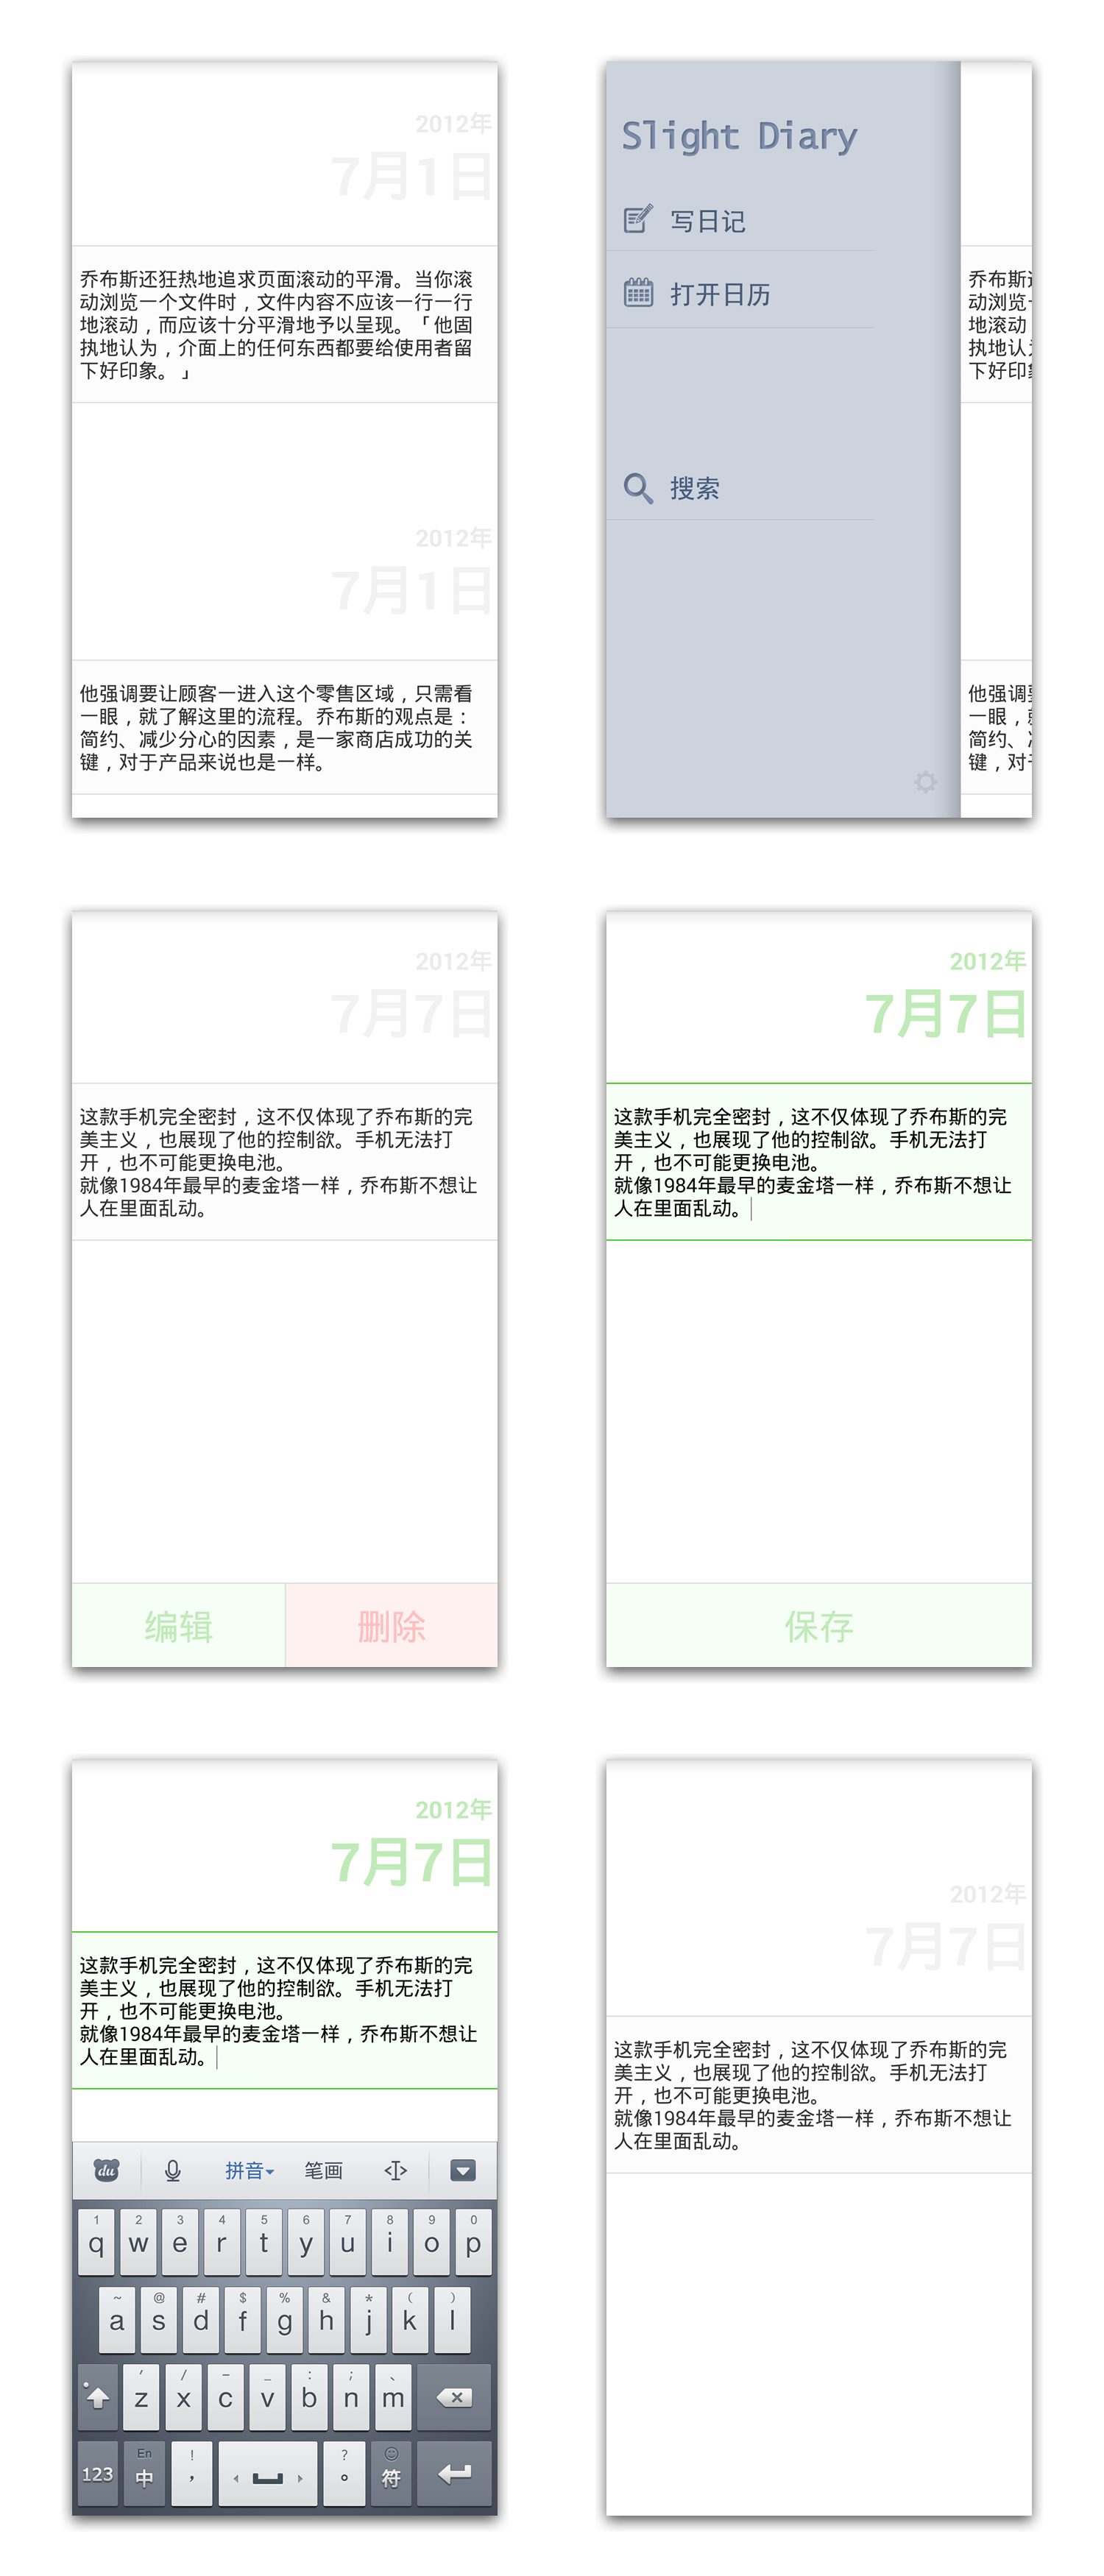 2012年
7月1日
乔布斯还狂热地追求页面滚动的平滑。当你滚
动浏览一个文件时，文件内容不应该一行一行
地滚动，而应该十分平滑地予以呈现。「他固
执地认为，介面上的任何东西都要给使用者留
下好印象。」
2012年
7月1日
他强调要让顾客一进入这个零售区域，只需看
一眼，就了解这里的流程。乔布斯的观点是：
简约、减少分心的因素，是一家商店成功的关
键，对于产品来说也是一样。
Slight Diary
写日记
打开日历
搜索
乔布斯
动浏览
地滚动
执地认
下好印
他强调
一眼，
简约、
键，对
2012年
7月7日
这款手机完全密封，这不仅体现了乔布斯的完
美主义，也展现了他的控制欲。手机无法打
开，也不可能更换电池。
就像1984年最早的麦金塔一样，乔布斯不想让
人在里面乱动。
编辑
删除
2012年
7月7日
这款手机完全密封，这不仅体现了乔布斯的完
美主义，也展现了他的控制欲。手机无法打
开，也不可能更换电池。
就像1984年最早的麦金塔一样，乔布斯不想让
人在里面乱动。
保存
2012年
7月7日
这款手机完全密封，这不仅体现了乔布斯的完
美主义，也展现了他的控制欲。手机无法打
开，也不可能更换电池。
就像1984年最早的麦金塔一样，乔布斯不想让
人在里面乱动。
du 拼音 笔画
1 2 3 4 5 6 7 8 9 0
q w e r t y u i o p
~ @ # $ % & * ( )
a s d f g h j k l
' / - _ : ; 、
z x c v b n m
En ! ?
123 中 ， 。 符
2012年
7月7日
这款手机完全密封，这不仅体现了乔布斯的完
美主义，也展现了他的控制欲。手机无法打
开，也不可能更换电池。
就像1984年最早的麦金塔一样，乔布斯不想让
人在里面乱动。